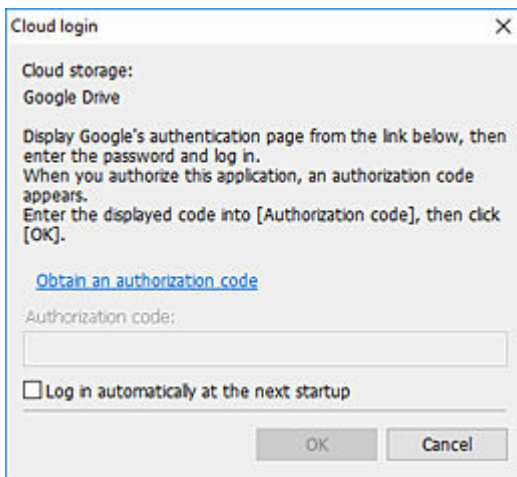 Cloud login
Cloud storage:
Google Drive
Display Google's authentication page from the link below, then
enter the password and log in.
When you authorize this application, an authorization code
appears.
Enter the displayed code into [Authorization code], then click
[OK].
Obtain an authorization code
Authorization code:
Log in automatically at the next startup
OK
Cancel